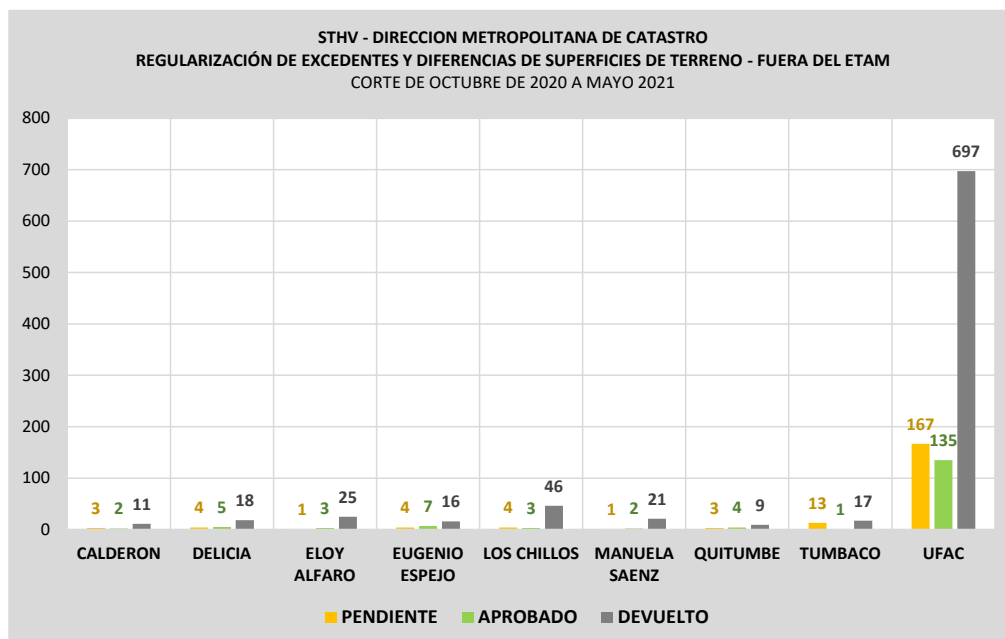 STHV - DIRECCION METROPOLITANA DE CATASTRO
REGULARIZACIÓN DE EXCEDENTES Y DIFERENCIAS DE SUPERFICIES DE TERRENO - FUERA DEL ETAM
CORTE DE OCTUBRE DE 2020 A MAYO 2021
800
700
600
500
400
300
200
100
0
3 2 11
4 5 18
1 3 25
4 7 16
4 3 46
1 2 21
3 4 9
13 1 17
167 135 697
CALDERON
DELICIA
ELOY
ALFARO
EUGENIO
ESPEJO
LOS CHILLOS
MANUELA
SAENZ
QUITUMBE
TUMBACO
UFAC
PENDIENTE APROBADO DEVUELTO